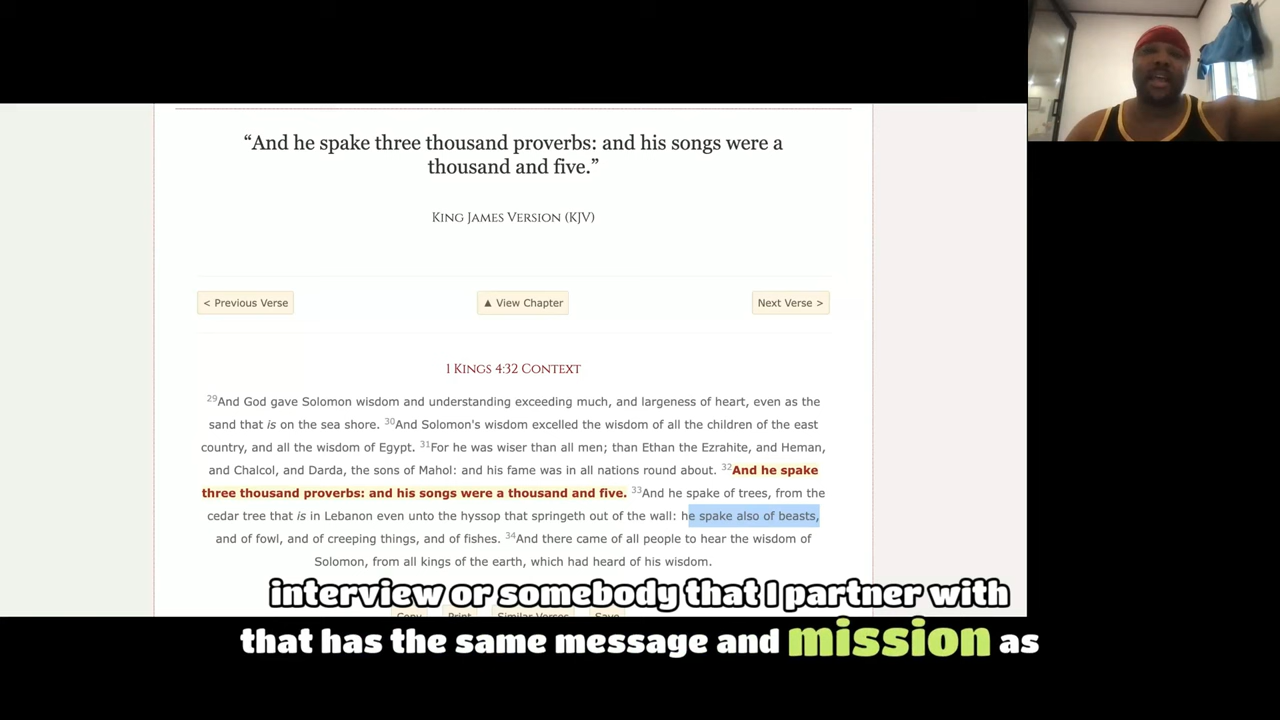 “And he spake three thousand proverbs: and his songs were a
thousand and five.”
King James Version (KJV)
< Previous Verse
▲ View Chapter
Next Verse >
1 Kings 4:32 Context
29And God gave Solomon wisdom and understanding exceeding much, and largeness of heart, even as the
sand that is on the sea shore. 30And Solomon's wisdom excelled the wisdom of all the children of the east
country, and all the wisdom of Egypt. 31For he was wiser than all men; than Ethan the Ezrahite, and Heman,
and Chalcol, and Darda, the sons of Mahol: and his fame was in all nations round about. 32And he spake
three thousand proverbs: and his songs were a thousand and five. 33And he spake of trees, from the
cedar tree that is in Lebanon even unto the hyssop that springeth out of the wall: he spake also of beasts,
and of fowl, and of creeping things, and of fishes. 34And there came of all people to hear the wisdom of
Solomon, from all kings of the earth, which had heard of his wisdom.
Copy Print Similar Verses Save
interview or somebody that I partner with
that has the same message and mission as